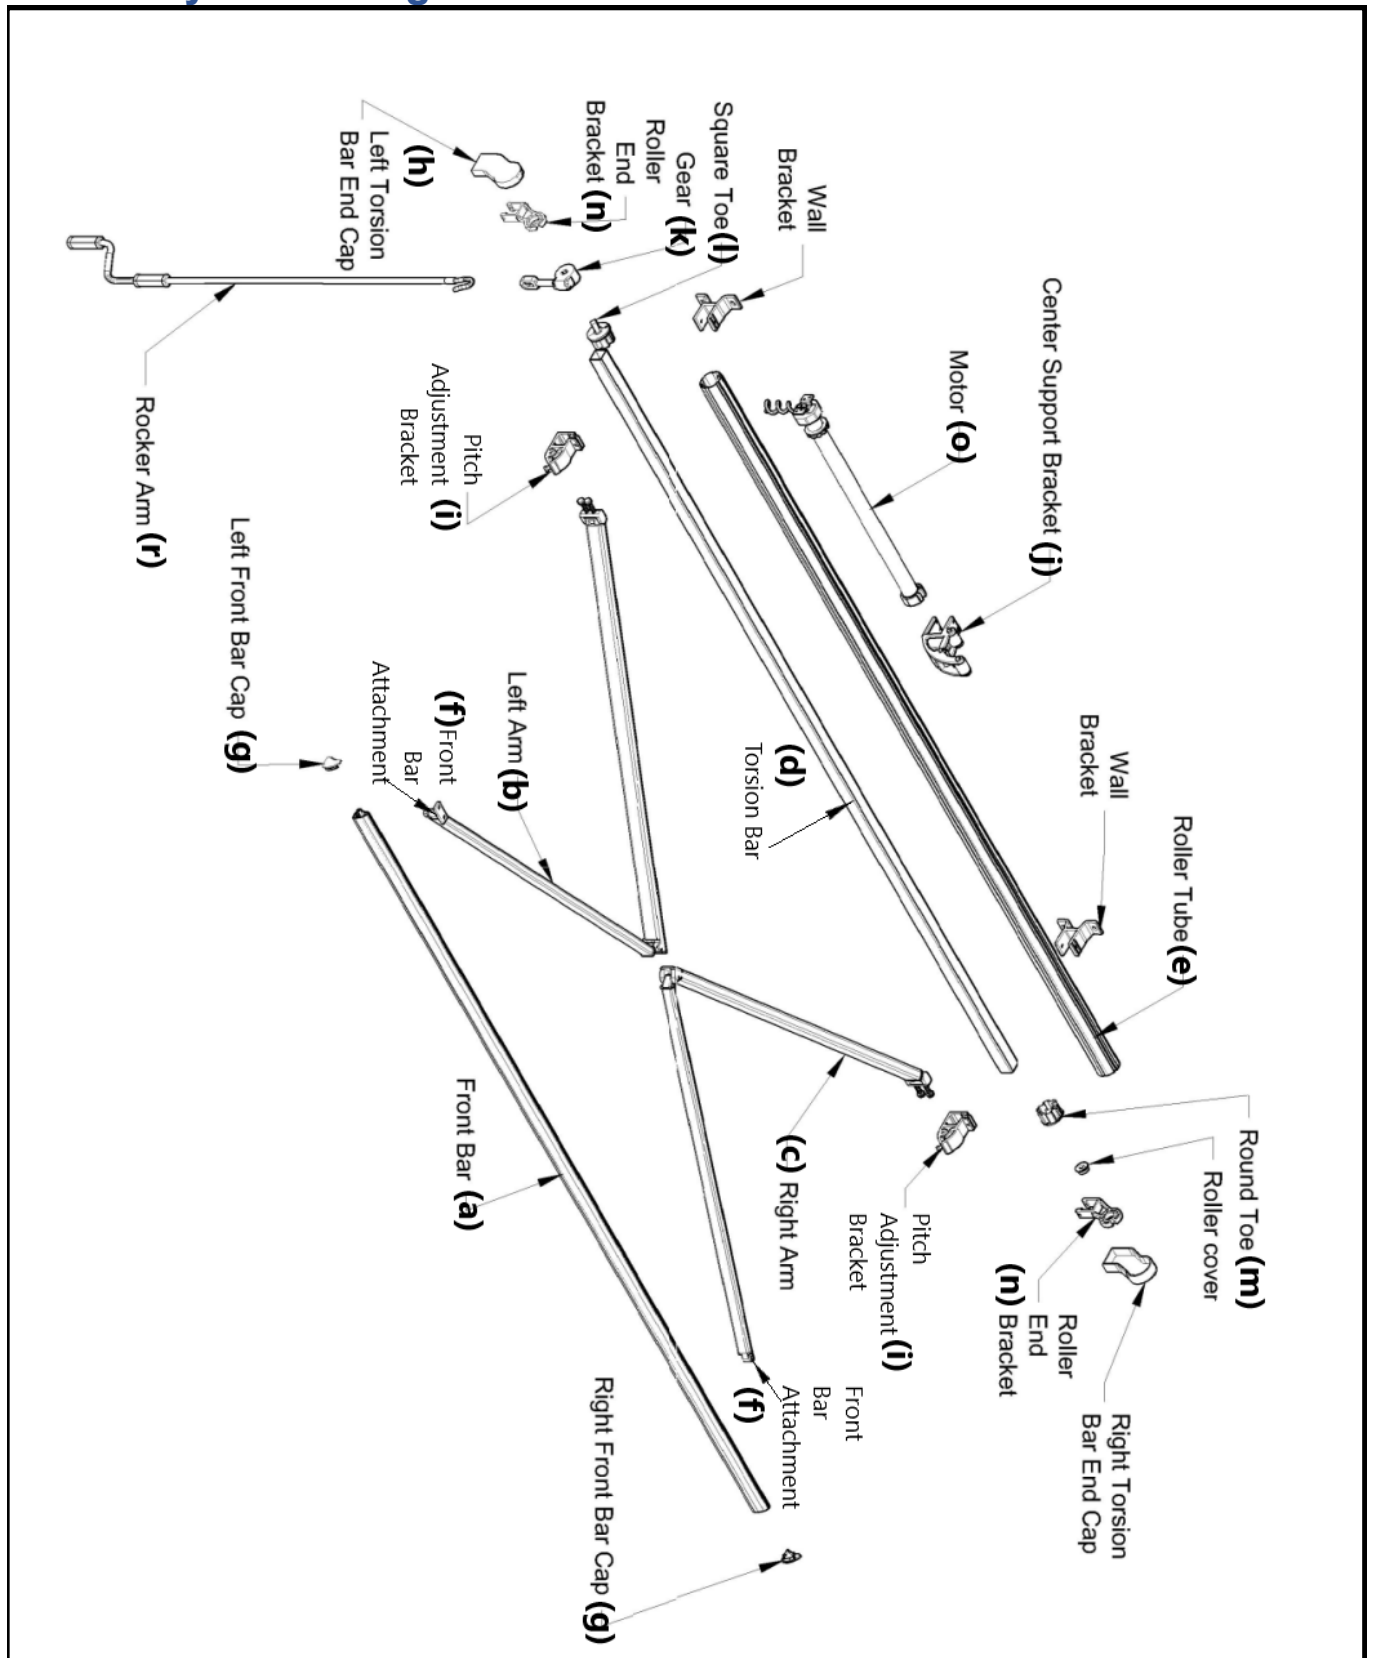 Wall
Bracket
Square Toe (l)
Gear (k)
Roller
End
Bracket (n)
(h)
Left Torsion
Bar End Cap
Center Support Bracket (j)
Motor (o)
Pitch
Adjustment (i)
Bracket
Rocker Arm (r)
Wall
Bracket
Roller Tube (e)
(d)
Torsion Bar
Left Arm (b)
(f) Front
Bar
Attachment
Left Front Bar Cap (g)
Round Toe (m)
Roller cover
Roller
End
(n) Bracket
Right Torsion
Bar End Cap
Pitch
Adjustment (i)
Bracket
(c) Right Arm
Front
Bar
Attachment
(f)
Front Bar (a)
Right Front Bar Cap (g)